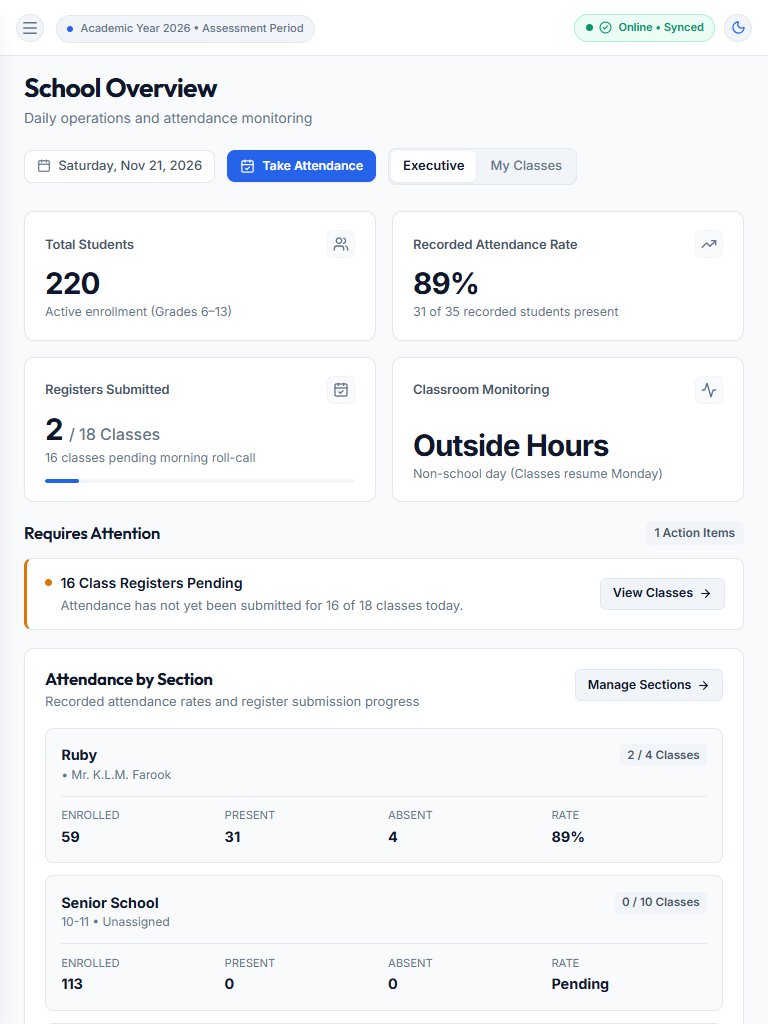 Academic Year 2026 • Assessment Period
Online • Synced
School Overview
Daily operations and attendance monitoring
Saturday, Nov 21, 2026
Take Attendance
Executive
My Classes
Total Students
220
Active enrollment (Grades 6–13)
Recorded Attendance Rate
89%
31 of 35 recorded students present
Registers Submitted
2 / 18 Classes
16 classes pending morning roll-call
Classroom Monitoring
Outside Hours
Non-school day (Classes resume Monday)
Requires Attention
1 Action Items
16 Class Registers Pending
Attendance has not yet been submitted for 16 of 18 classes today.
View Classes →
Attendance by Section
Recorded attendance rates and register submission progress
Manage Sections →
Ruby
• Mr. K.L.M. Farook
2 / 4 Classes
ENROLLED PRESENT ABSENT RATE
59 31 4 89%
Senior School
10-11 • Unassigned
0 / 10 Classes
ENROLLED PRESENT ABSENT RATE
113 0 0 Pending